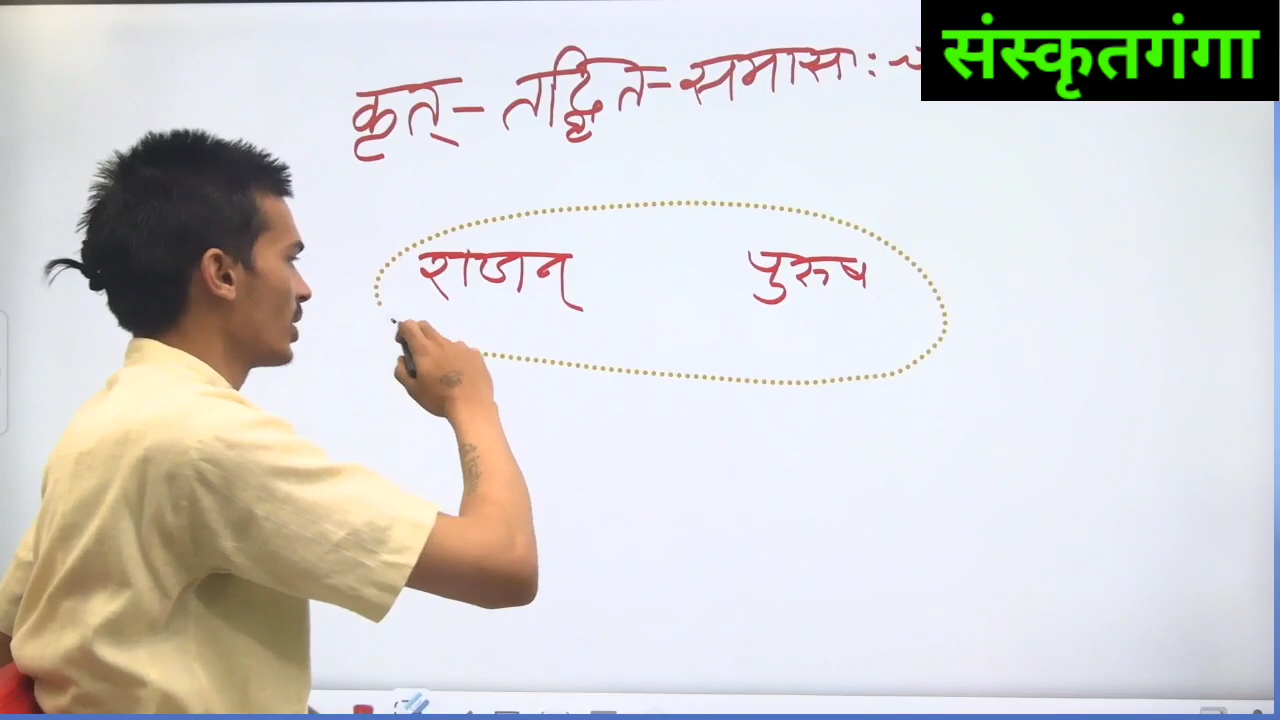 संस्कृतगंगा
कृत् - तद्धित - समासः
राजन् पुरुष